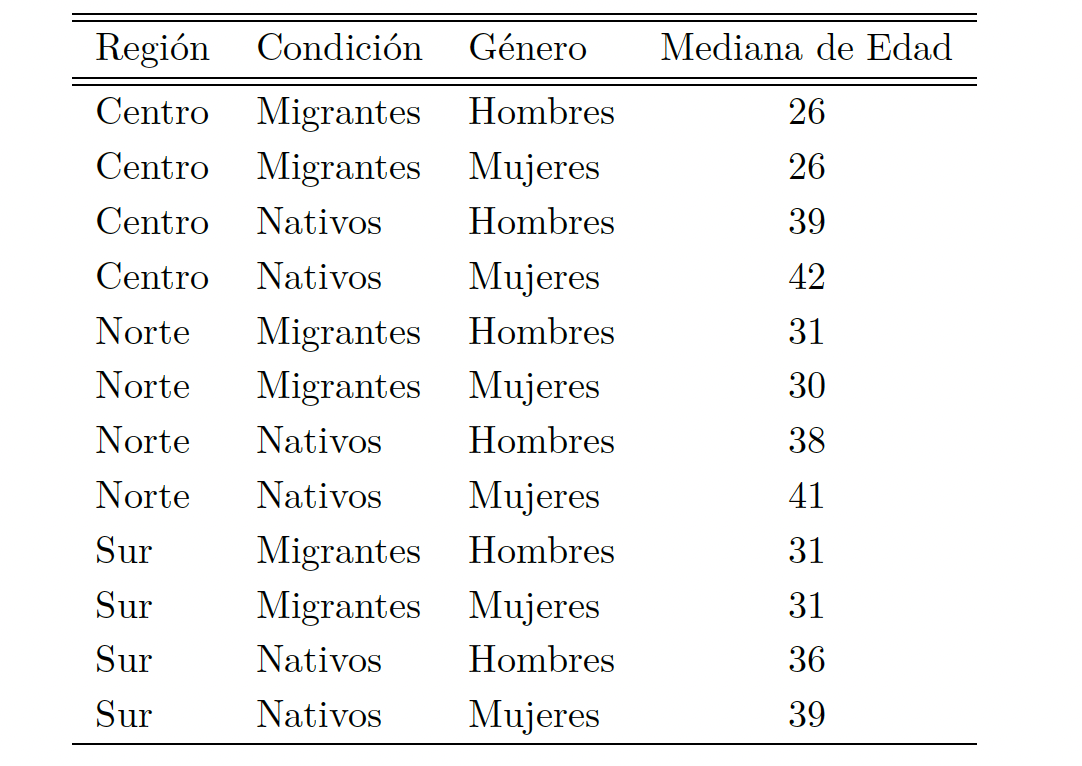 Región Condición Género Mediana de Edad
Centro Migrantes Hombres 26
Centro Migrantes Mujeres 26
Centro Nativos Hombres 39
Centro Nativos Mujeres 42
Norte Migrantes Hombres 31
Norte Migrantes Mujeres 30
Norte Nativos Hombres 38
Norte Nativos Mujeres 41
Sur Migrantes Hombres 31
Sur Migrantes Mujeres 31
Sur Nativos Hombres 36
Sur Nativos Mujeres 39